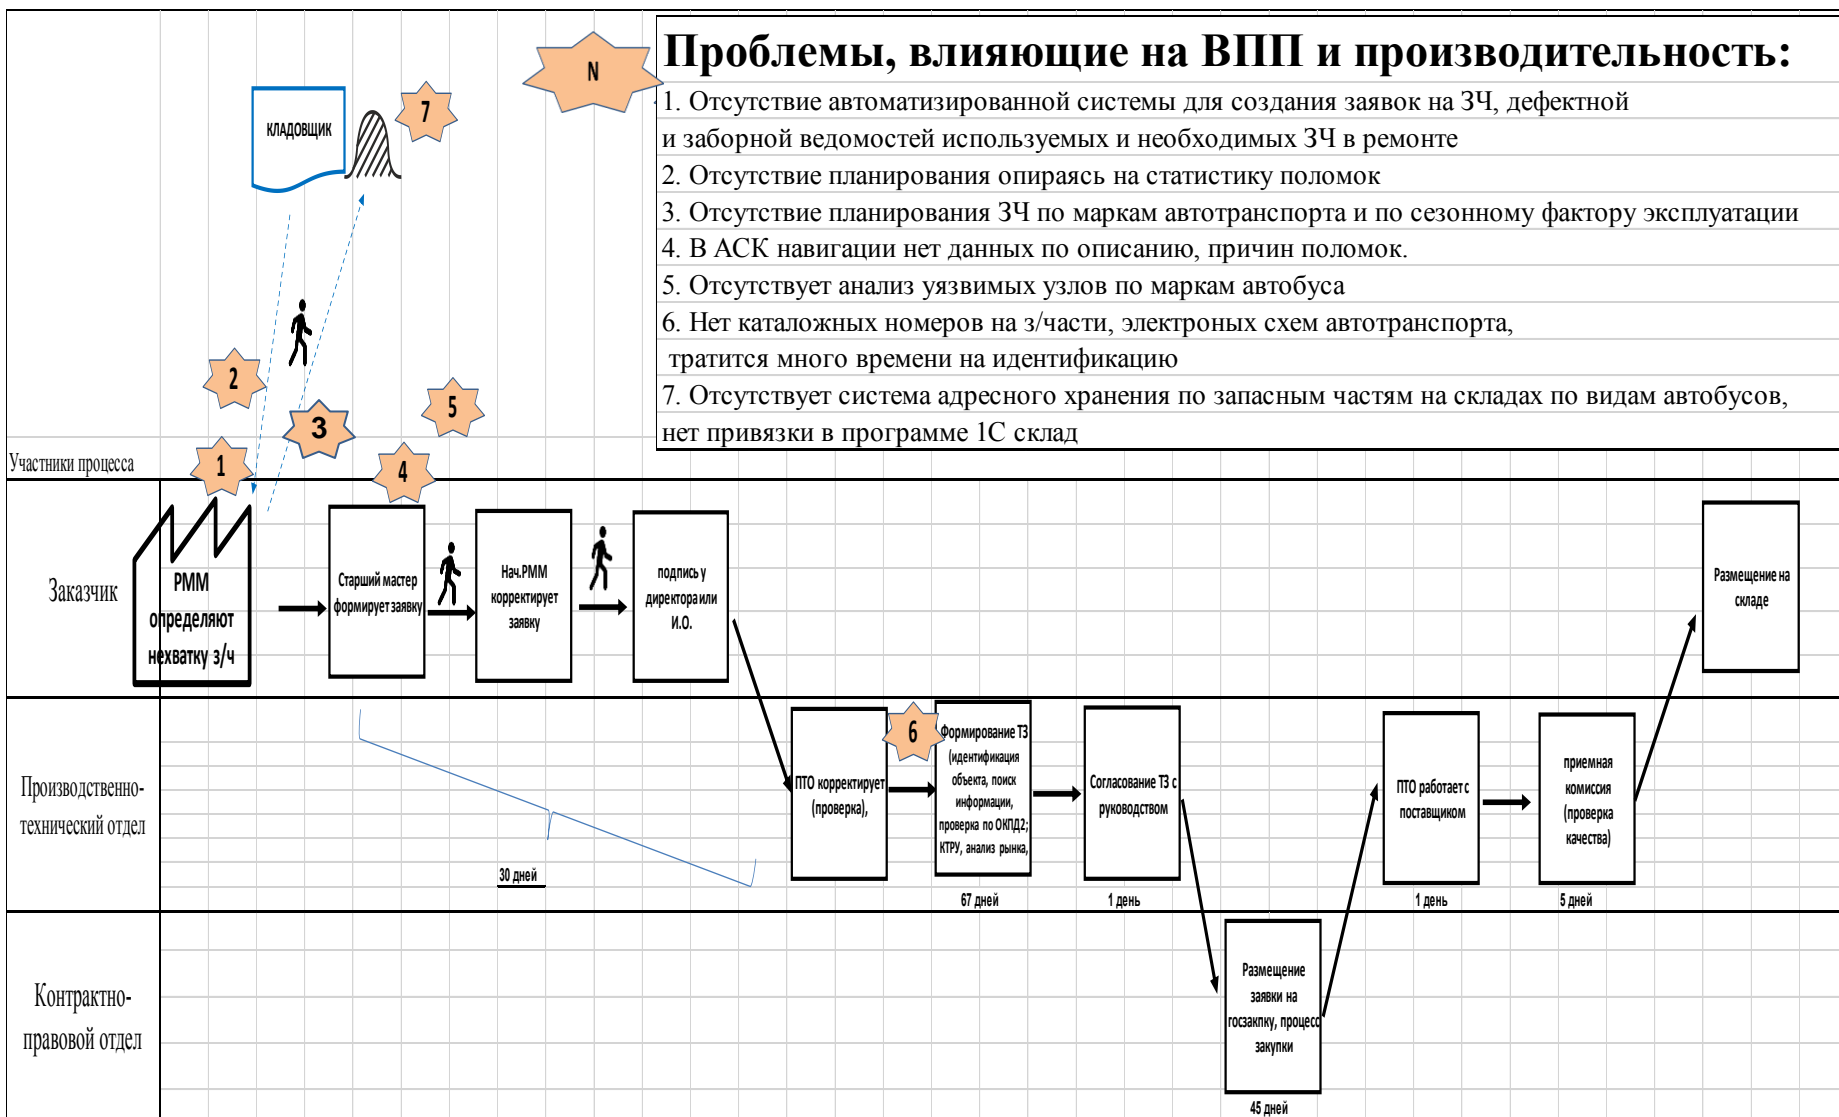 N
Проблемы, влияющие на ВПП и производительность:
1. Отсутствие автоматизированной системы для создания заявок на ЗЧ, дефектной
и заборной ведомостей используемых и необходимых ЗЧ в ремонте
2. Отсутствие планирования опираясь на статистику поломок
3. Отсутствие планирования ЗЧ по маркам автотранспорта и по сезонному фактору эксплуатации
4. В АСК навигации нет данных по описанию, причин поломок.
5. Отсутствует анализ уязвимых узлов по маркам автобуса
6. Нет каталожных номеров на з/части, электроных схем автотранспорта,
тратится много времени на идентификацию
7. Отсутствует система адресного хранения по запасным частям на складах по видам автобусов,
нет привязки в программе 1С склад
КЛАДОВЩИК
7
2
3
5
1
4
Участники процесса
Заказчик
РММ
определяют
нехватку з/ч
Старший мастер
формирует заявку
Нач.РММ
корректирует
заявку
подпись у
директора или
И.О.
Размещение на
складе
Производственно-
технический отдел
30 дней
ПТО корректирует
(проверка),
6
Формирование ТЗ
(идентификация
объекта, поиск
информации,
проверка по ОКПД2;
КТРУ, анализ рынка,
67 дней
Согласование ТЗ с
руководством
1 день
ПТО работает с
поставщиком
1 день
приемная
комиссия
(проверка
качества)
5 дней
Контрактно-
правовой отдел
Размещение
заявки на
госзакпку, процесс
закупки
45 дней